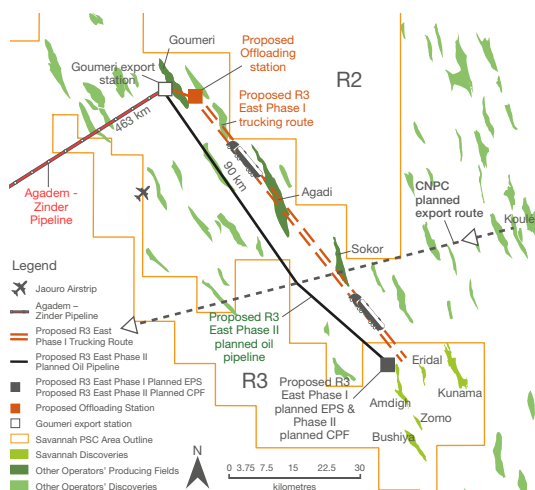 Goumeri
Goumeri export
station
Proposed
Offloading
station
R2
463 km
Proposed R3
East Phase I
trucking route
90 km
Agadem -
Zinder
Pipeline
Agadi
CNPC
planned
export route
Koulé
Sokor
Legend
Jaouro Airstrip
Agadem –
Zinder Pipeline
Proposed R3 East
Phase I Trucking Route
Proposed R3 East Phase II
Planned Oil Pipeline
Proposed R3 East Phase I Planned EPS
Proposed R3 East Phase II Planned CPF
Proposed Offloading Station
Goumeri export station
Savannah PSC Area Outline
Savannah Discoveries
Other Operators' Producing Fields
Other Operators' Discoveries
Proposed R3
East Phase II
planned oil
pipeline
R3
Proposed R3
East Phase I
planned EPS &
Phase II
planned CPF
Eridal
Kunama
Amdigh
Zomo
Bushiya
N
0 3.75 7.5 15 22.5 30
kilometres